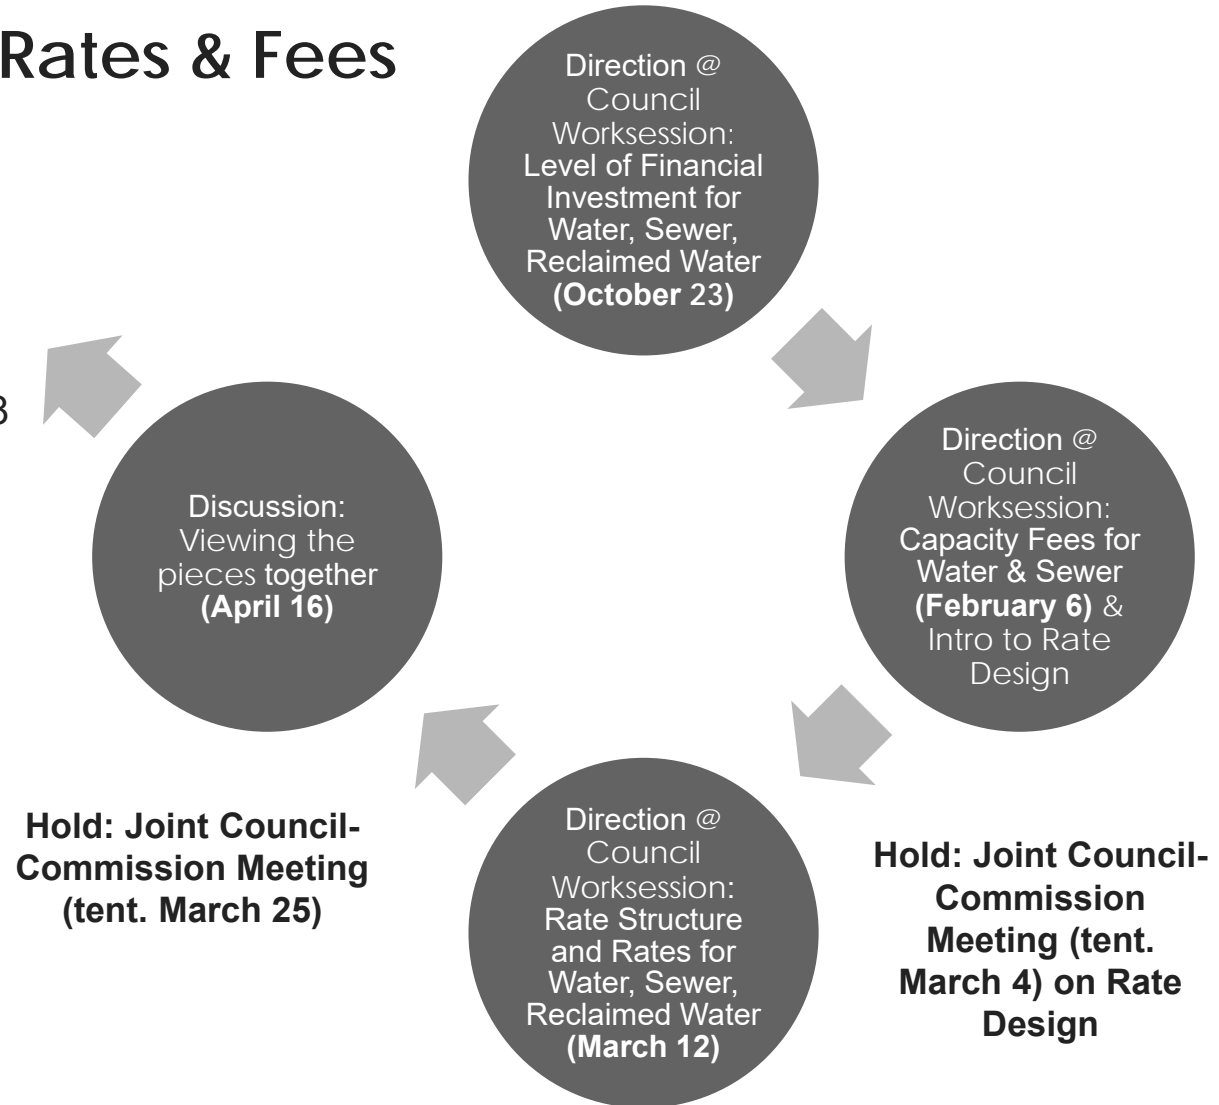 Rates & Fees
Direction @
Council
Worksession:
Level of Financial
Investment for
Water, Sewer,
Reclaimed Water
(October 23)
Direction @
Council
Worksession:
Capacity Fees for
Water & Sewer
(February 6) &
Intro to Rate
Design
Hold: Joint Council-
Commission
Meeting (tent.
March 4) on Rate
Design
Direction @
Council
Worksession:
Rate Structure
and Rates for
Water, Sewer,
Reclaimed Water
(March 12)
Hold: Joint Council-
Commission Meeting
(tent. March 25)
Discussion:
Viewing the
pieces together
(April 16)